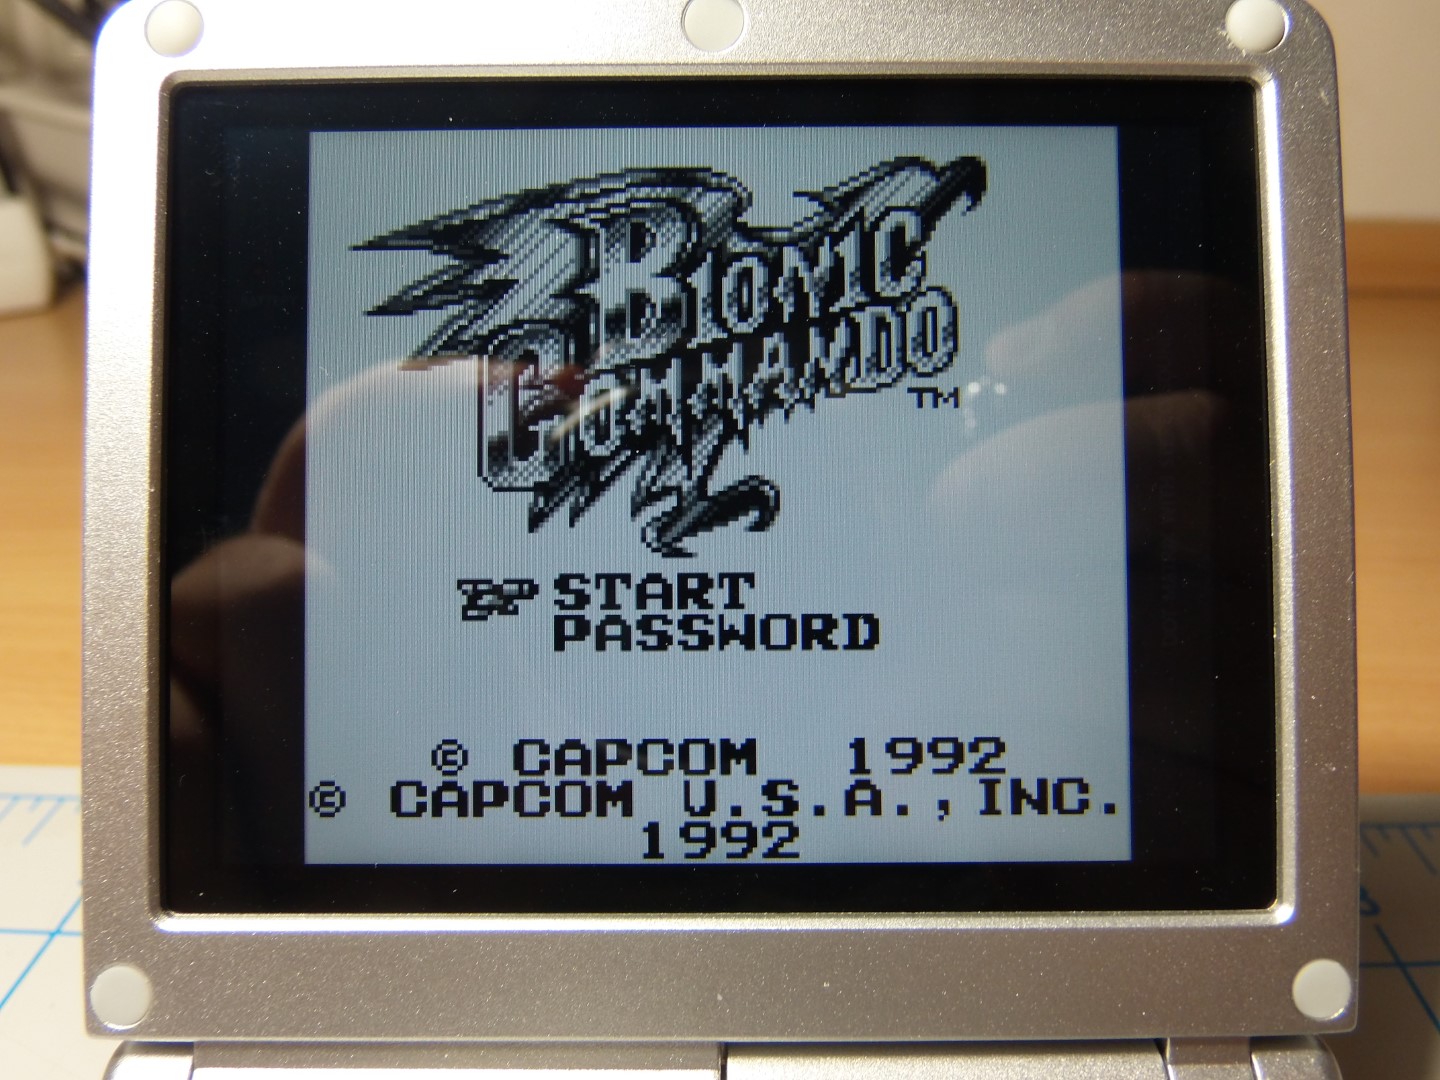 BIONIC
COMMANDO
TM
START
PASSWORD
© CAPCOM 1992
© CAPCOM U.S.A.,INC.
1992